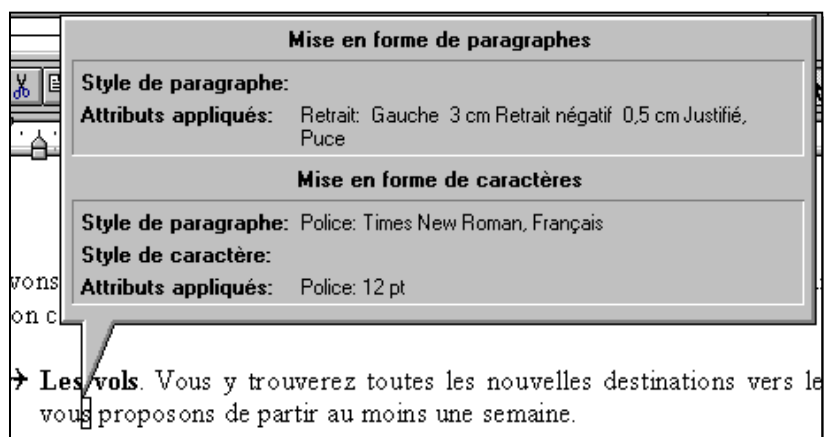 Mise en forme de paragraphes
Style de paragraphe:
Attributs appliqués: Retrait: Gauche 3 cm Retrait négatif 0,5 cm Justifié,
Puce
Mise en forme de caractères
Style de paragraphe: Police: Times New Roman, Français
Style de caractère:
Attributs appliqués: Police: 12 pt
vons
on c
Les vols. Vous y trouverez toutes les nouvelles destinations vers le
vous proposons de partir au moins une semaine.